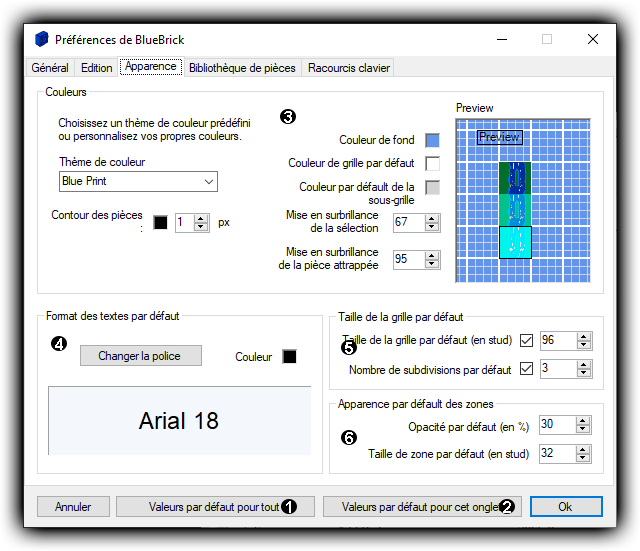 Préférences de BlueBrick
Général Edition Apparence Bibliothèque de pièces Racourcis clavier
Couleurs
Choisissez un thème de couleur prédéfini
ou personnalisez vos propres couleurs.
Thème de couleur
Blue Print
Contour des pièces
:
1
px
3
Couleur de fond
Couleur de grille par défaut
Couleur par défault de la
sous-grille
Mise en surbrillance
de la sélection
67
Mise en surbrillance
de la pièce attrappée
95
Preview
Preview
Format des textes par défaut
4
Changer la police
Couleur
Arial 18
Taille de la grille par défaut
Taille de la grille par défaut (en stud)
96
5
Nombre de subdivisions par défaut
3
Apparence par défault des zones
Opacité par défaut (en %)
30
6
Taille de zone par défaut (en stud)
32
Annuler Valeurs par défaut pour tout 1 Valeurs par défaut pour cet onglet 2 Ok